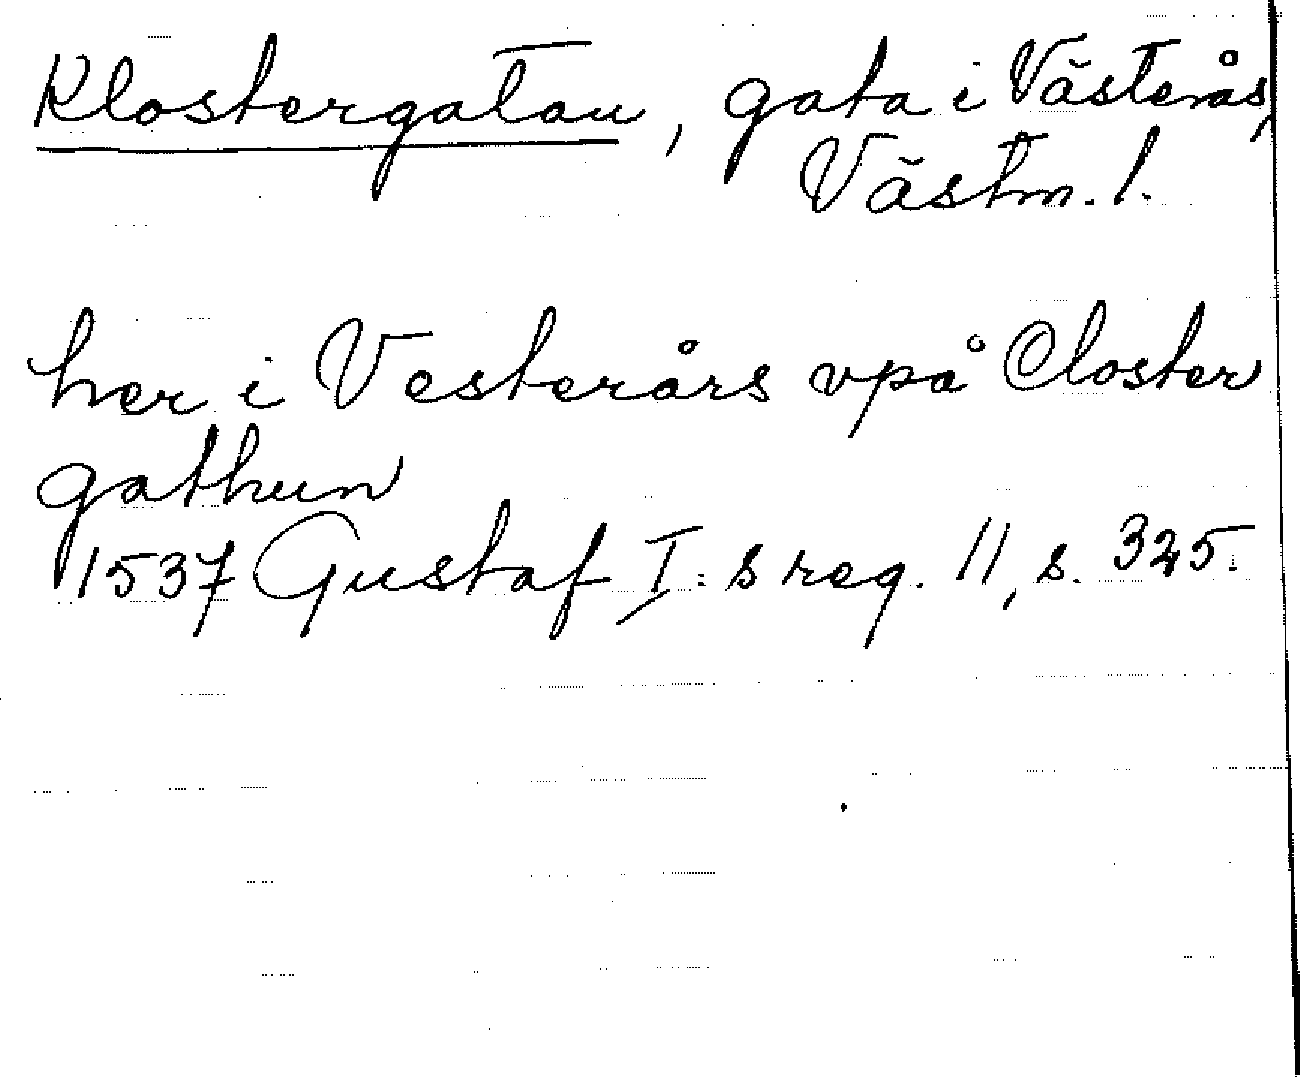 Klostergatan, gata i Västerås,
Västm. l.
her i Vesterårs vpå Closter
gathun
1537 Gustaf I:s reg. 11, s. 325.